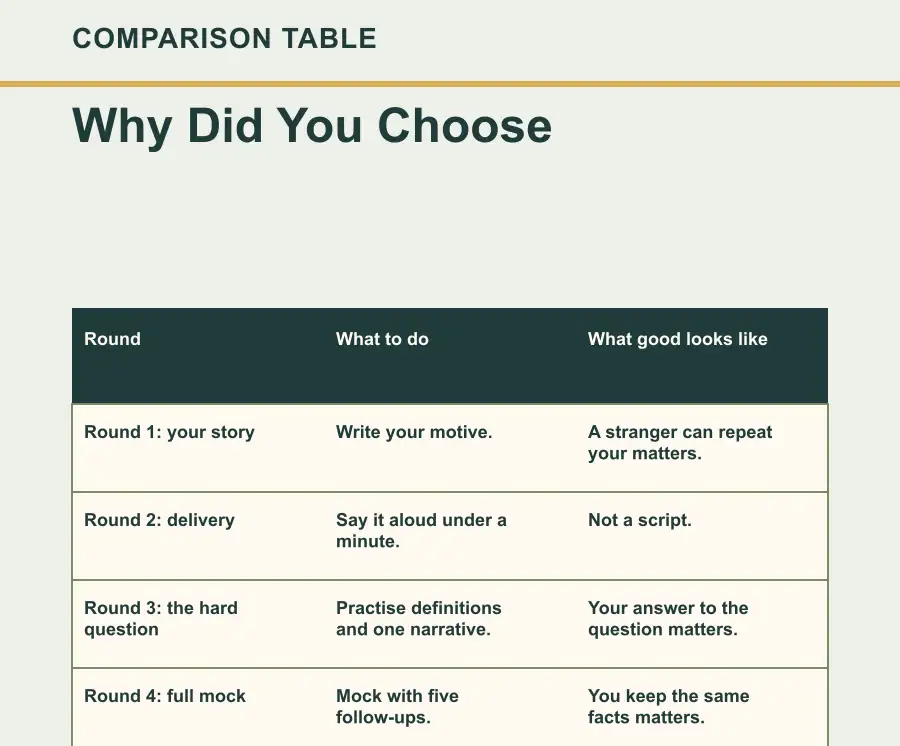 COMPARISON TABLE
Why Did You Choose
Round
What to do
What good looks like
Round 1: your story
Write your motive.
A stranger can repeat
your matters.
Round 2: delivery
Say it aloud under a
minute.
Not a script.
Round 3: the hard
question
Practise definitions
and one narrative.
Your answer to the
question matters.
Round 4: full mock
Mock with five
follow-ups.
You keep the same
facts matters.